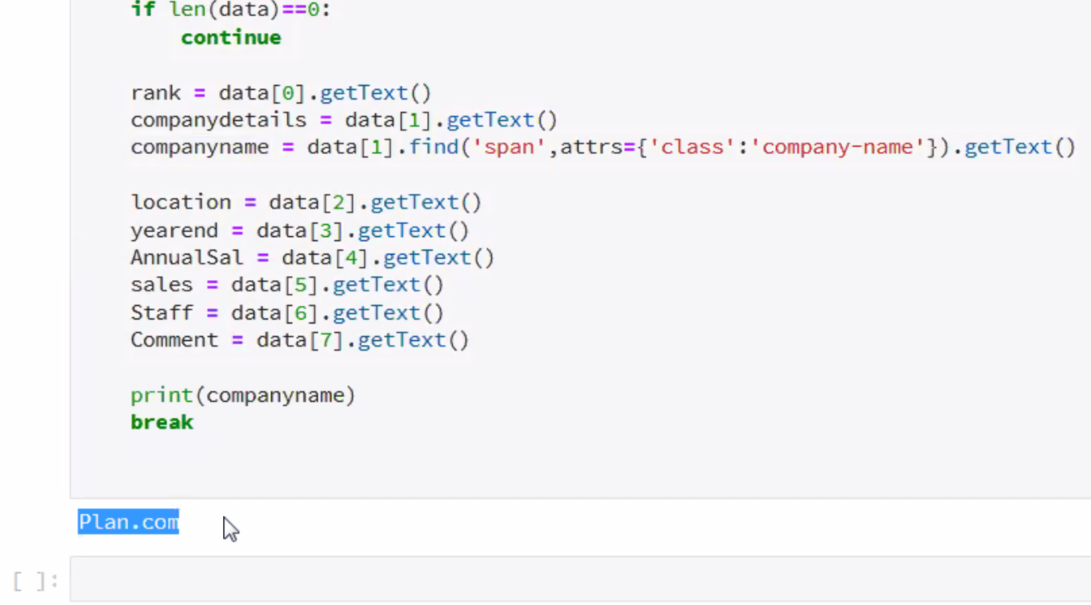 if len(data)==0:
continue
rank = data[0].getText()
companydetails = data[1].getText()
companyname = data[1].find('span',attrs={'class':'company-name'}).getText()
location = data[2].getText()
yearend = data[3].getText()
AnnualSal = data[4].getText()
sales = data[5].getText()
Staff = data[6].getText()
Comment = data[7].getText()
print(companyname)
break
Plan.com
[ ]: